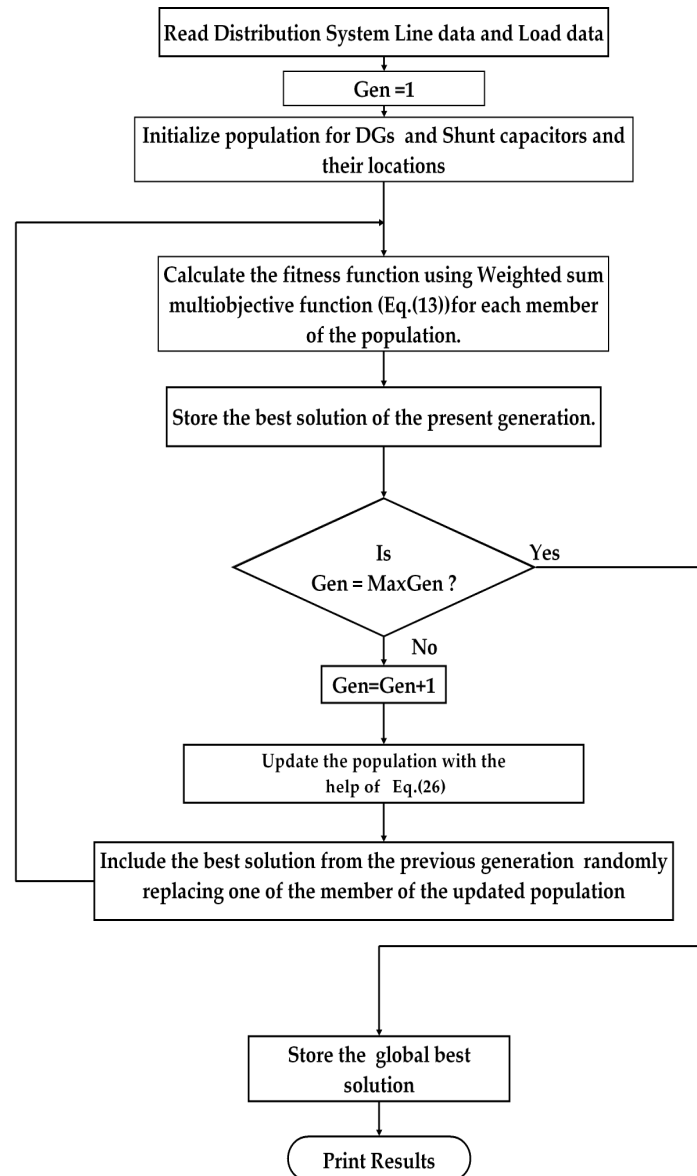 Read Distribution System Line data and Load data
Gen =1
Initialize population for DGs and Shunt capacitors and
their locations
Calculate the fitness function using Weighted sum
multiobjective function (Eq.(13))for each member
of the population.
Store the best solution of the present generation.
Is
Gen = MaxGen ?
Yes
No
Gen=Gen+1
Update the population with the
help of Eq.(26)
Include the best solution from the previous generation randomly
replacing one of the member of the updated population
Store the global best
solution
Print Results